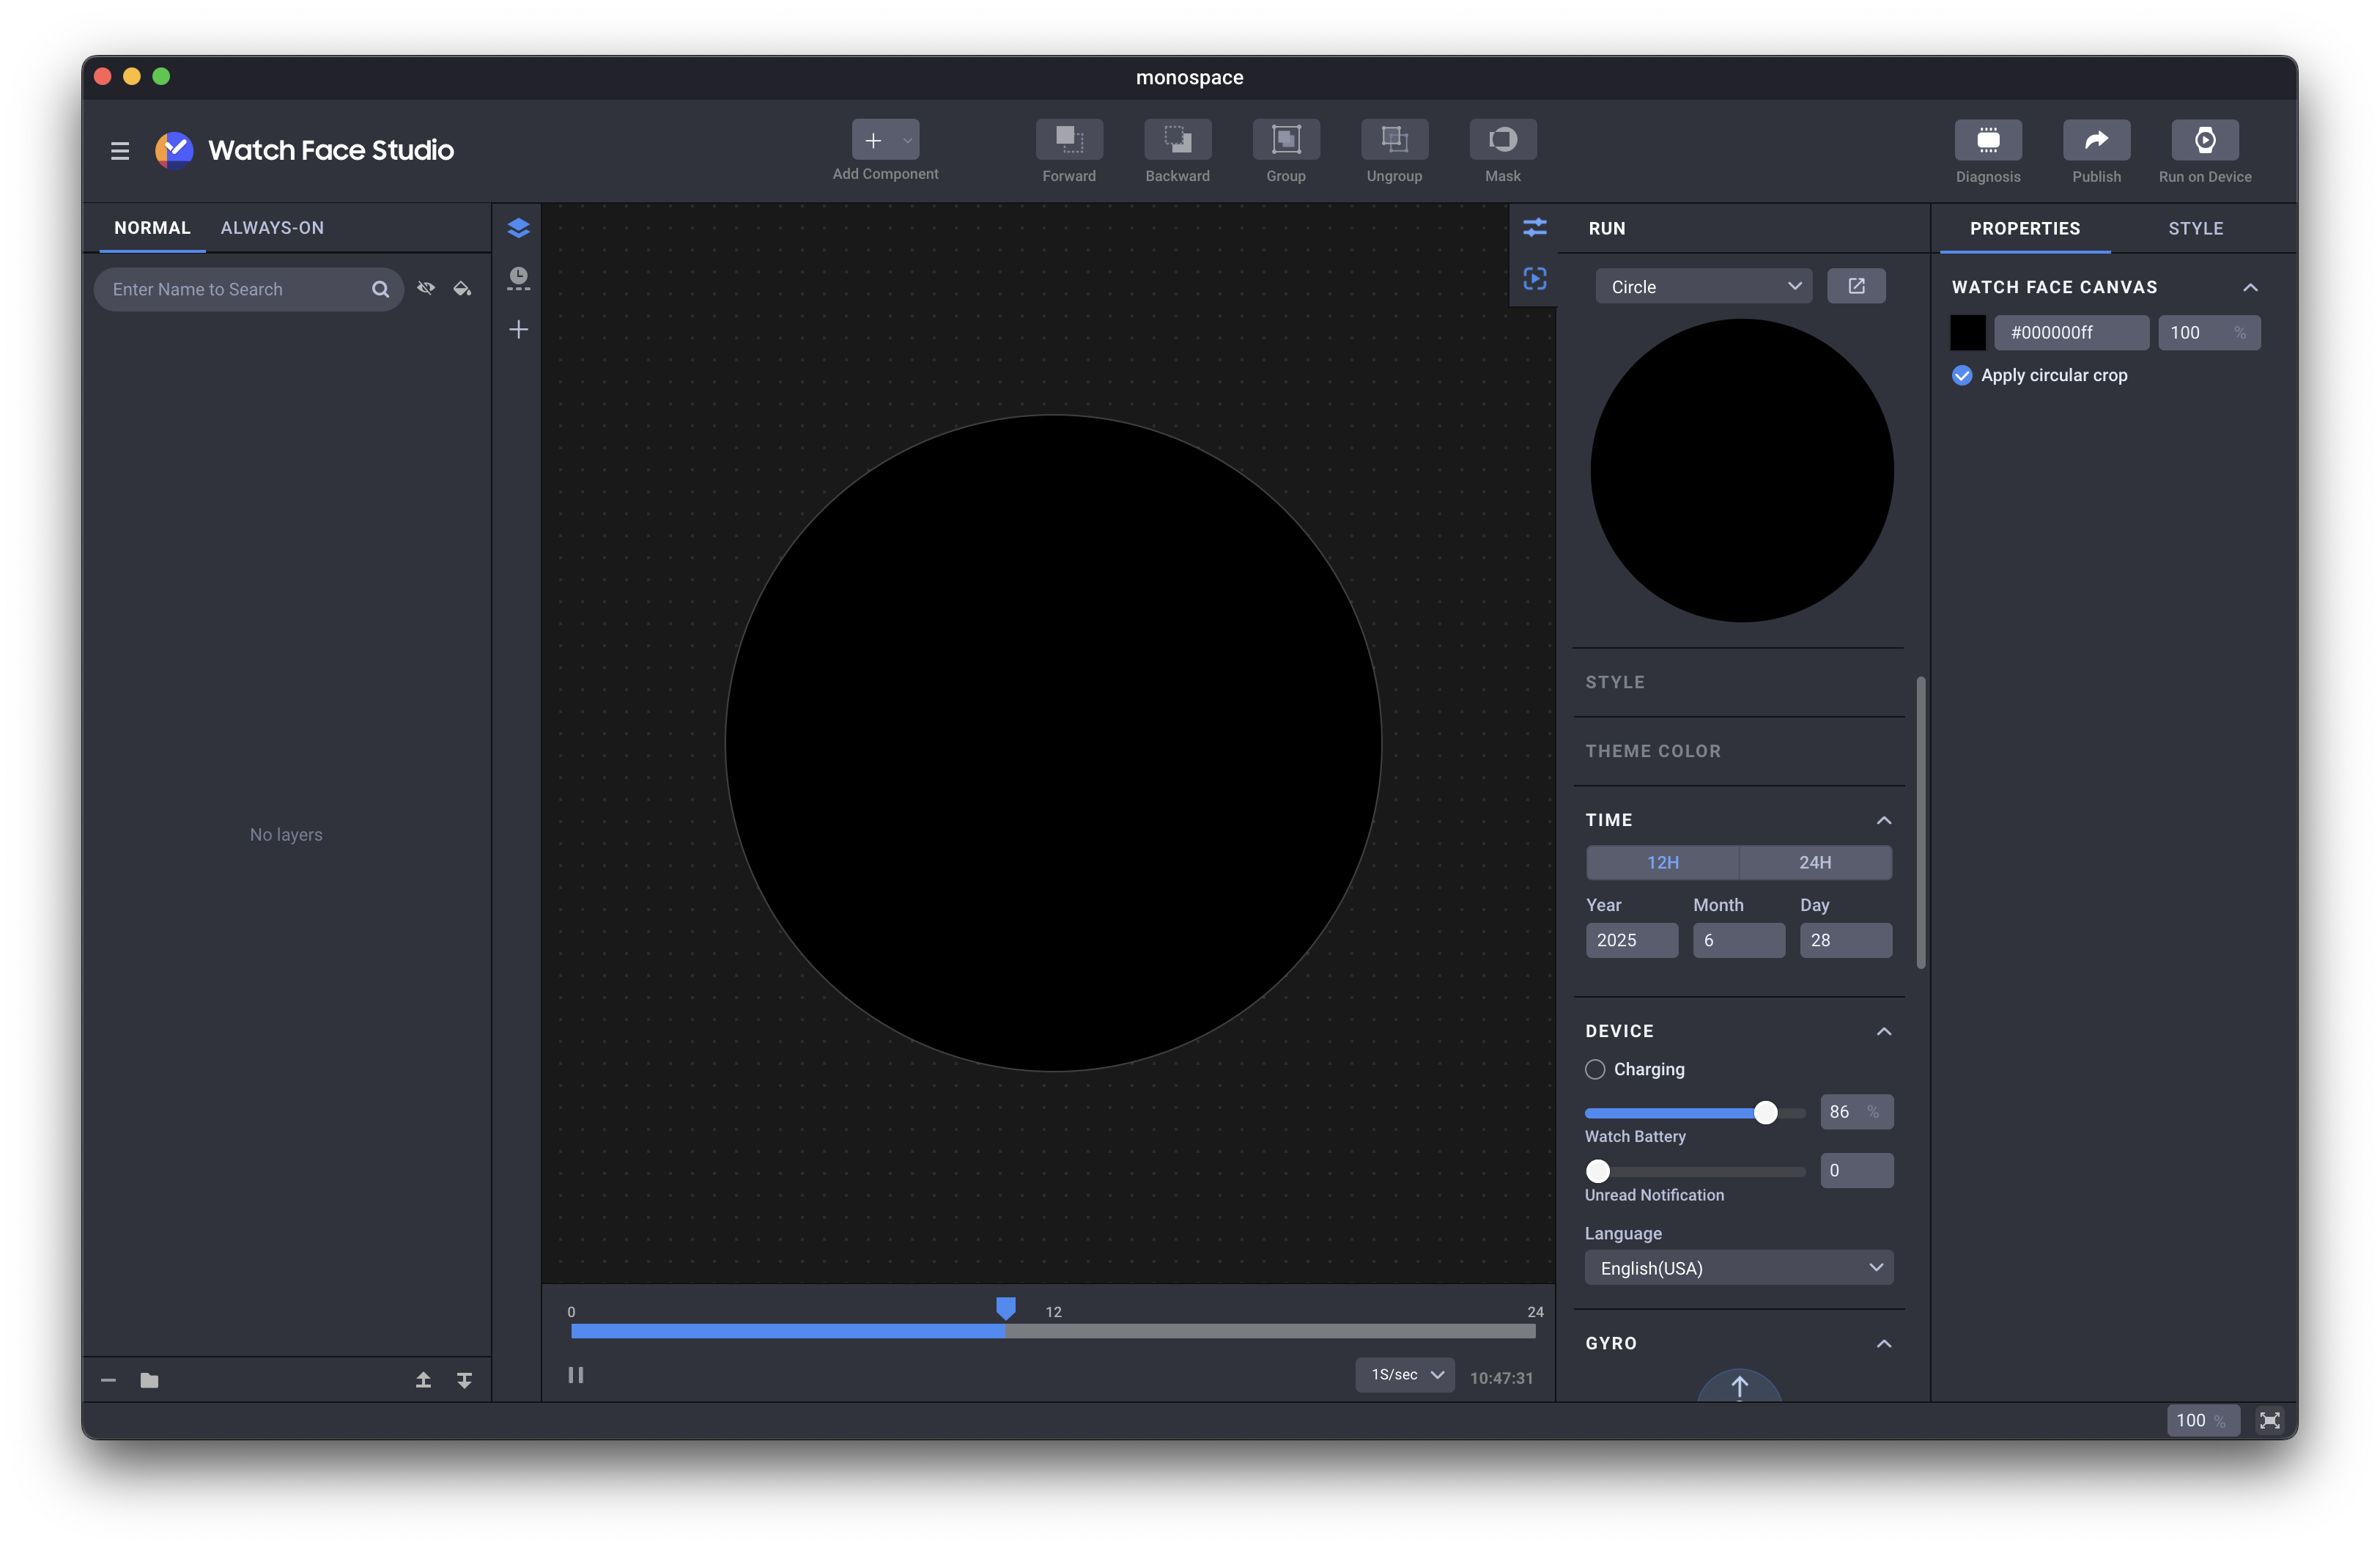 monospace
Watch Face Studio
Add Component
Forward
Backward
Group
Ungroup
Mask
Diagnosis
Publish
Run on Device
NORMAL
ALWAYS-ON
Enter Name to Search
No layers
0
12
24
1S/sec
10:47:31
RUN
Circle
STYLE
THEME COLOR
TIME
12H
24H
Year
Month
Day
2025
6
28
DEVICE
Charging
86 %
Watch Battery
0
Unread Notification
Language
English(USA)
GYRO
PROPERTIES
STYLE
WATCH FACE CANVAS
#000000ff
100 %
Apply circular crop
100 %